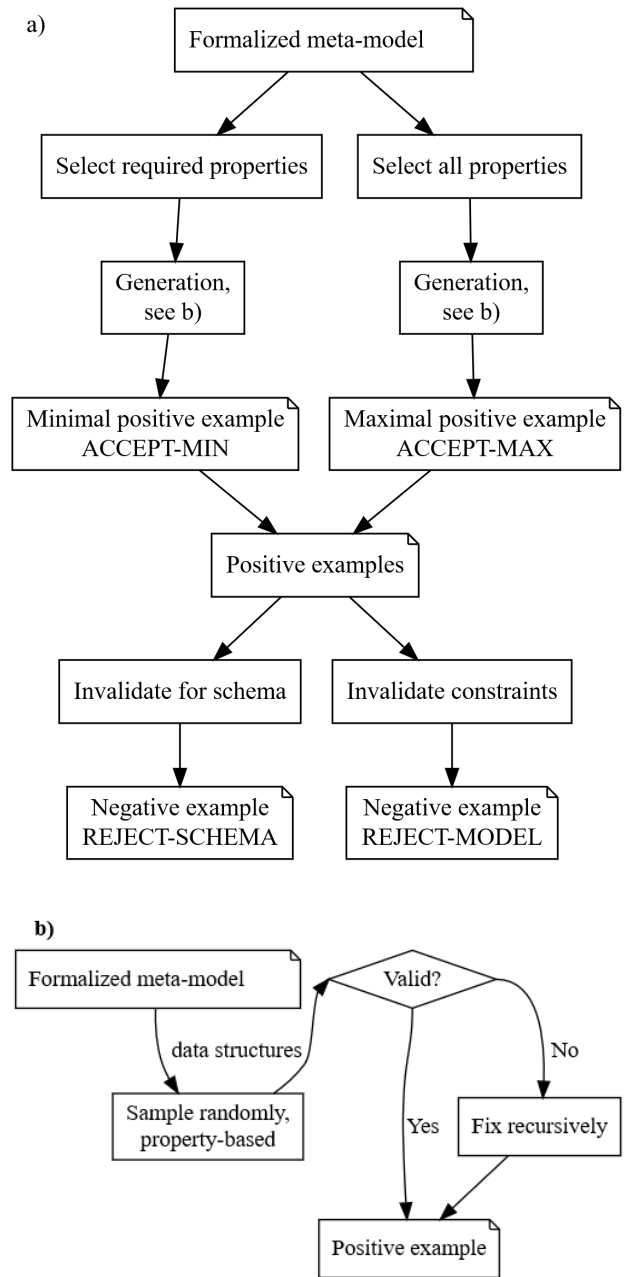 a)
Formalized meta-model
Select required properties
Select all properties
Generation,
see b)
Generation,
see b)
Minimal positive example
ACCEPT-MIN
Maximal positive example
ACCEPT-MAX
Positive examples
Invalidate for schema
Invalidate constraints
Negative example
REJECT-SCHEMA
Negative example
REJECT-MODEL
b)
Formalized meta-model
Valid?
data structures
No
Sample randomly,
property-based
Yes
Fix recursively
Positive example